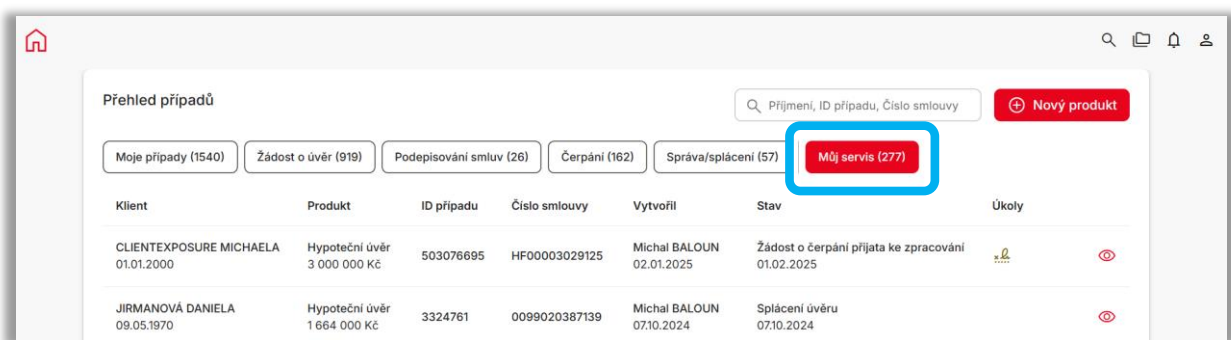 Přehled případů
Příjmení, ID případu, Číslo smlouvy
Nový produkt
Moje případy (1540) Žádost o úvěr (919) Podepisování smluv (26) Čerpání (162) Správa/splácení (57) Můj servis (277)
Klient Produkt ID případu Číslo smlouvy Vytvořil Stav Úkoly
CLIENTEXPOSURE MICHAELA Hypoteční úvěr 503076695 HF00003029125 Michal BALOUN Žádost o čerpání přijata ke zpracování
01.01.2000 3 000 000 Kč 02.01.2025 01.02.2025
JIRMANOVÁ DANIELA Hypoteční úvěr 3324761 0099020387139 Michal BALOUN Splácení úvěru
09.05.1970 1 664 000 Kč 07.10.2024 07.10.2024